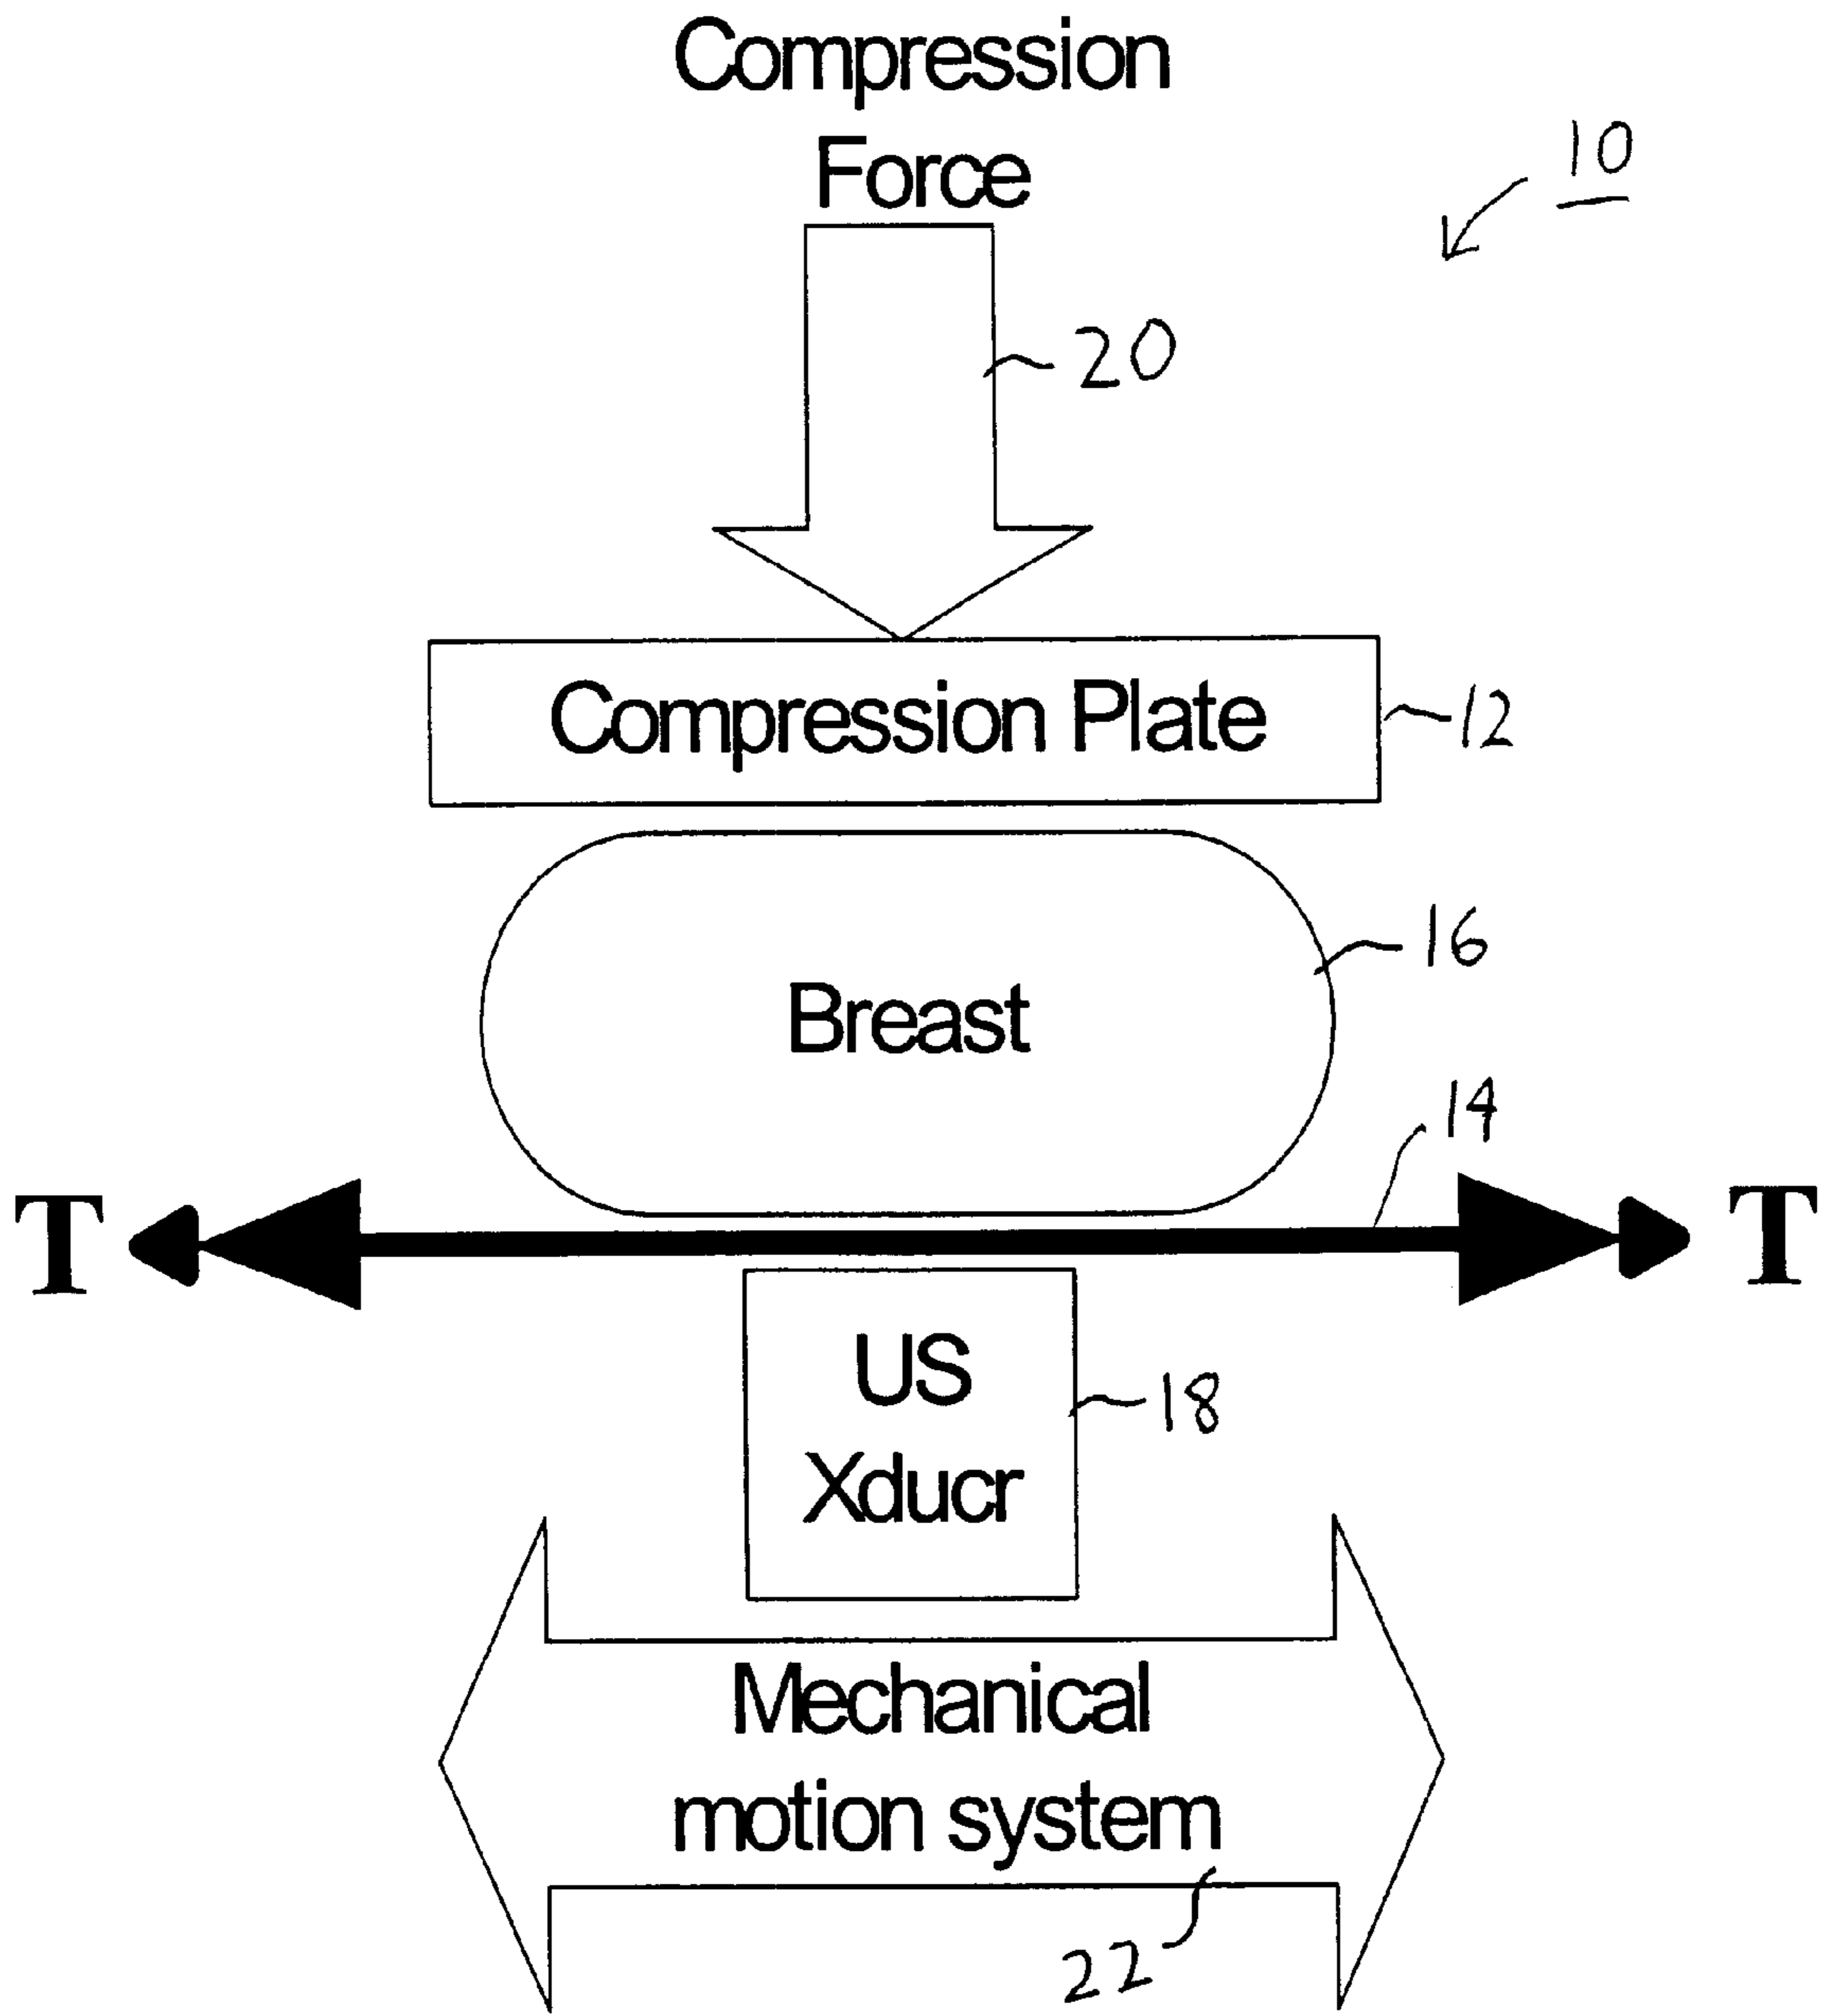 Compression
Force
10
20
Compression Plate
12
16
Breast
14
T
T
US
Xducr
18
Mechanical
motion system
22